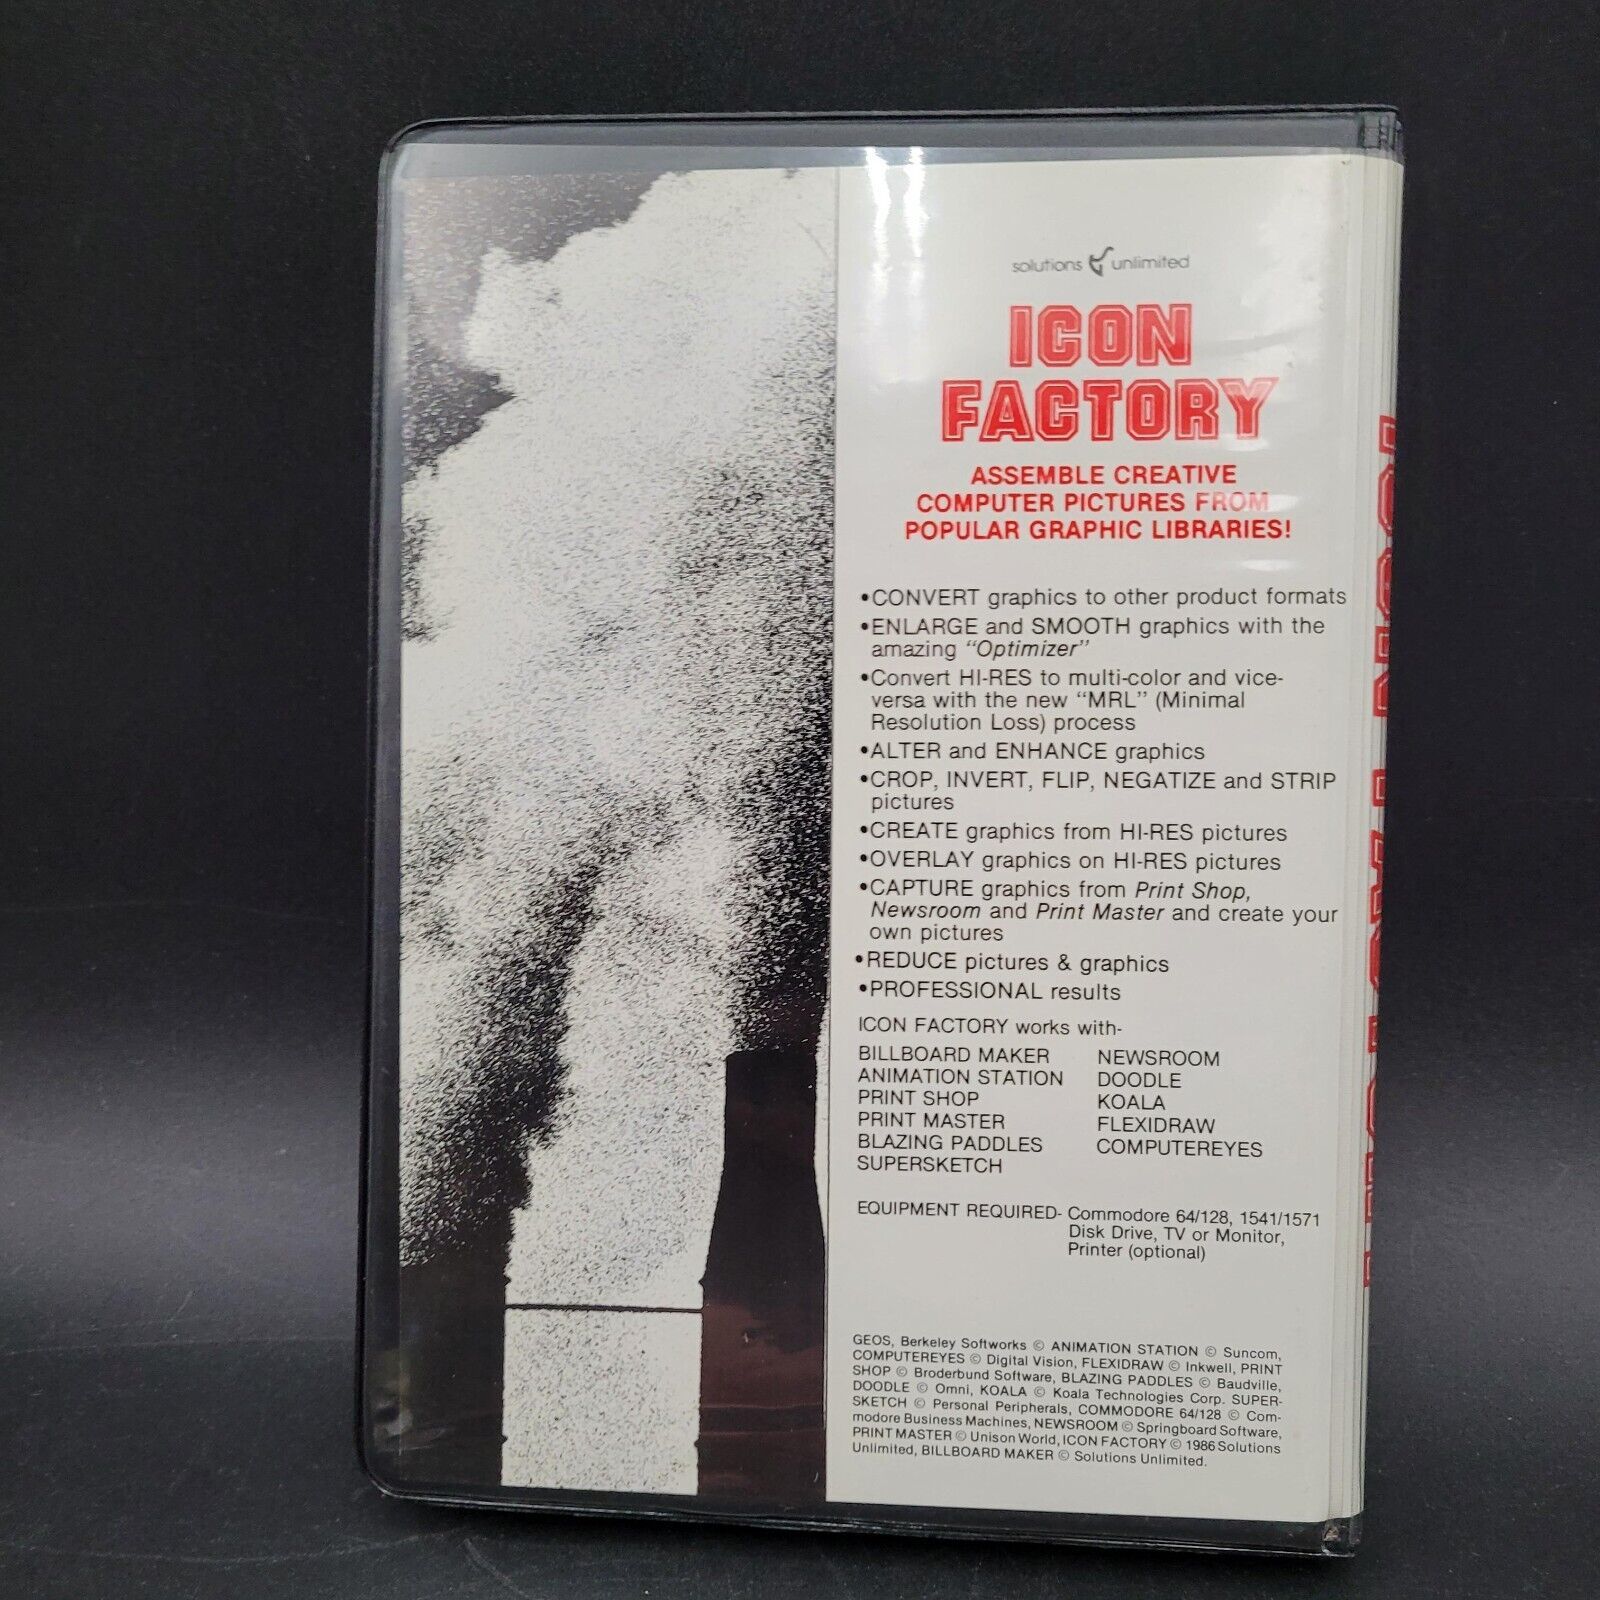 solutions unlimited
ICON
FACTORY
ASSEMBLE CREATIVE
COMPUTER PICTURES FROM
POPULAR GRAPHIC LIBRARIES!
•CONVERT graphics to other product formats
•ENLARGE and SMOOTH graphics with the
amazing "Optimizer"
•Convert HI-RES to multi-color and vice-
versa with the new "MRL" (Minimal
Resolution Loss) process
•ALTER and ENHANCE graphics
•CROP, INVERT, FLIP, NEGATIZE and STRIP
pictures
•CREATE graphics from HI-RES pictures
•OVERLAY graphics on HI-RES pictures
•CAPTURE graphics from Print Shop,
Newsroom and Print Master and create your
own pictures
•REDUCE pictures & graphics
•PROFESSIONAL results
ICON FACTORY works with-
BILLBOARD MAKER
ANIMATION STATION
PRINT SHOP
PRINT MASTER
BLAZING PADDLES
SUPERSKETCH
NEWSROOM
DOODLE
KOALA
FLEXIDRAW
COMPUTEREYES
EQUIPMENT REQUIRED- Commodore 64/128, 1541/1571
Disk Drive, TV or Monitor,
Printer (optional)
GEOS, Berkeley Softworks © ANIMATION STATION © Suncom,
COMPUTEREYES © Digital Vision, FLEXIDRAW © Inkwell, PRINT
SHOP © Broderbund Software, BLAZING PADDLES © Baudville,
DOODLE © Omni, KOALA © Koala Technologies Corp. SUPER-
SKETCH © Personal Peripherals, COMMODORE 64/128 © Com-
modore Business Machines, NEWSROOM © Springboard Software,
PRINT MASTER © Unison World, ICON FACTORY © 1986 Solutions
Unlimited, BILLBOARD MAKER © Solutions Unlimited.
ICON FACTORY